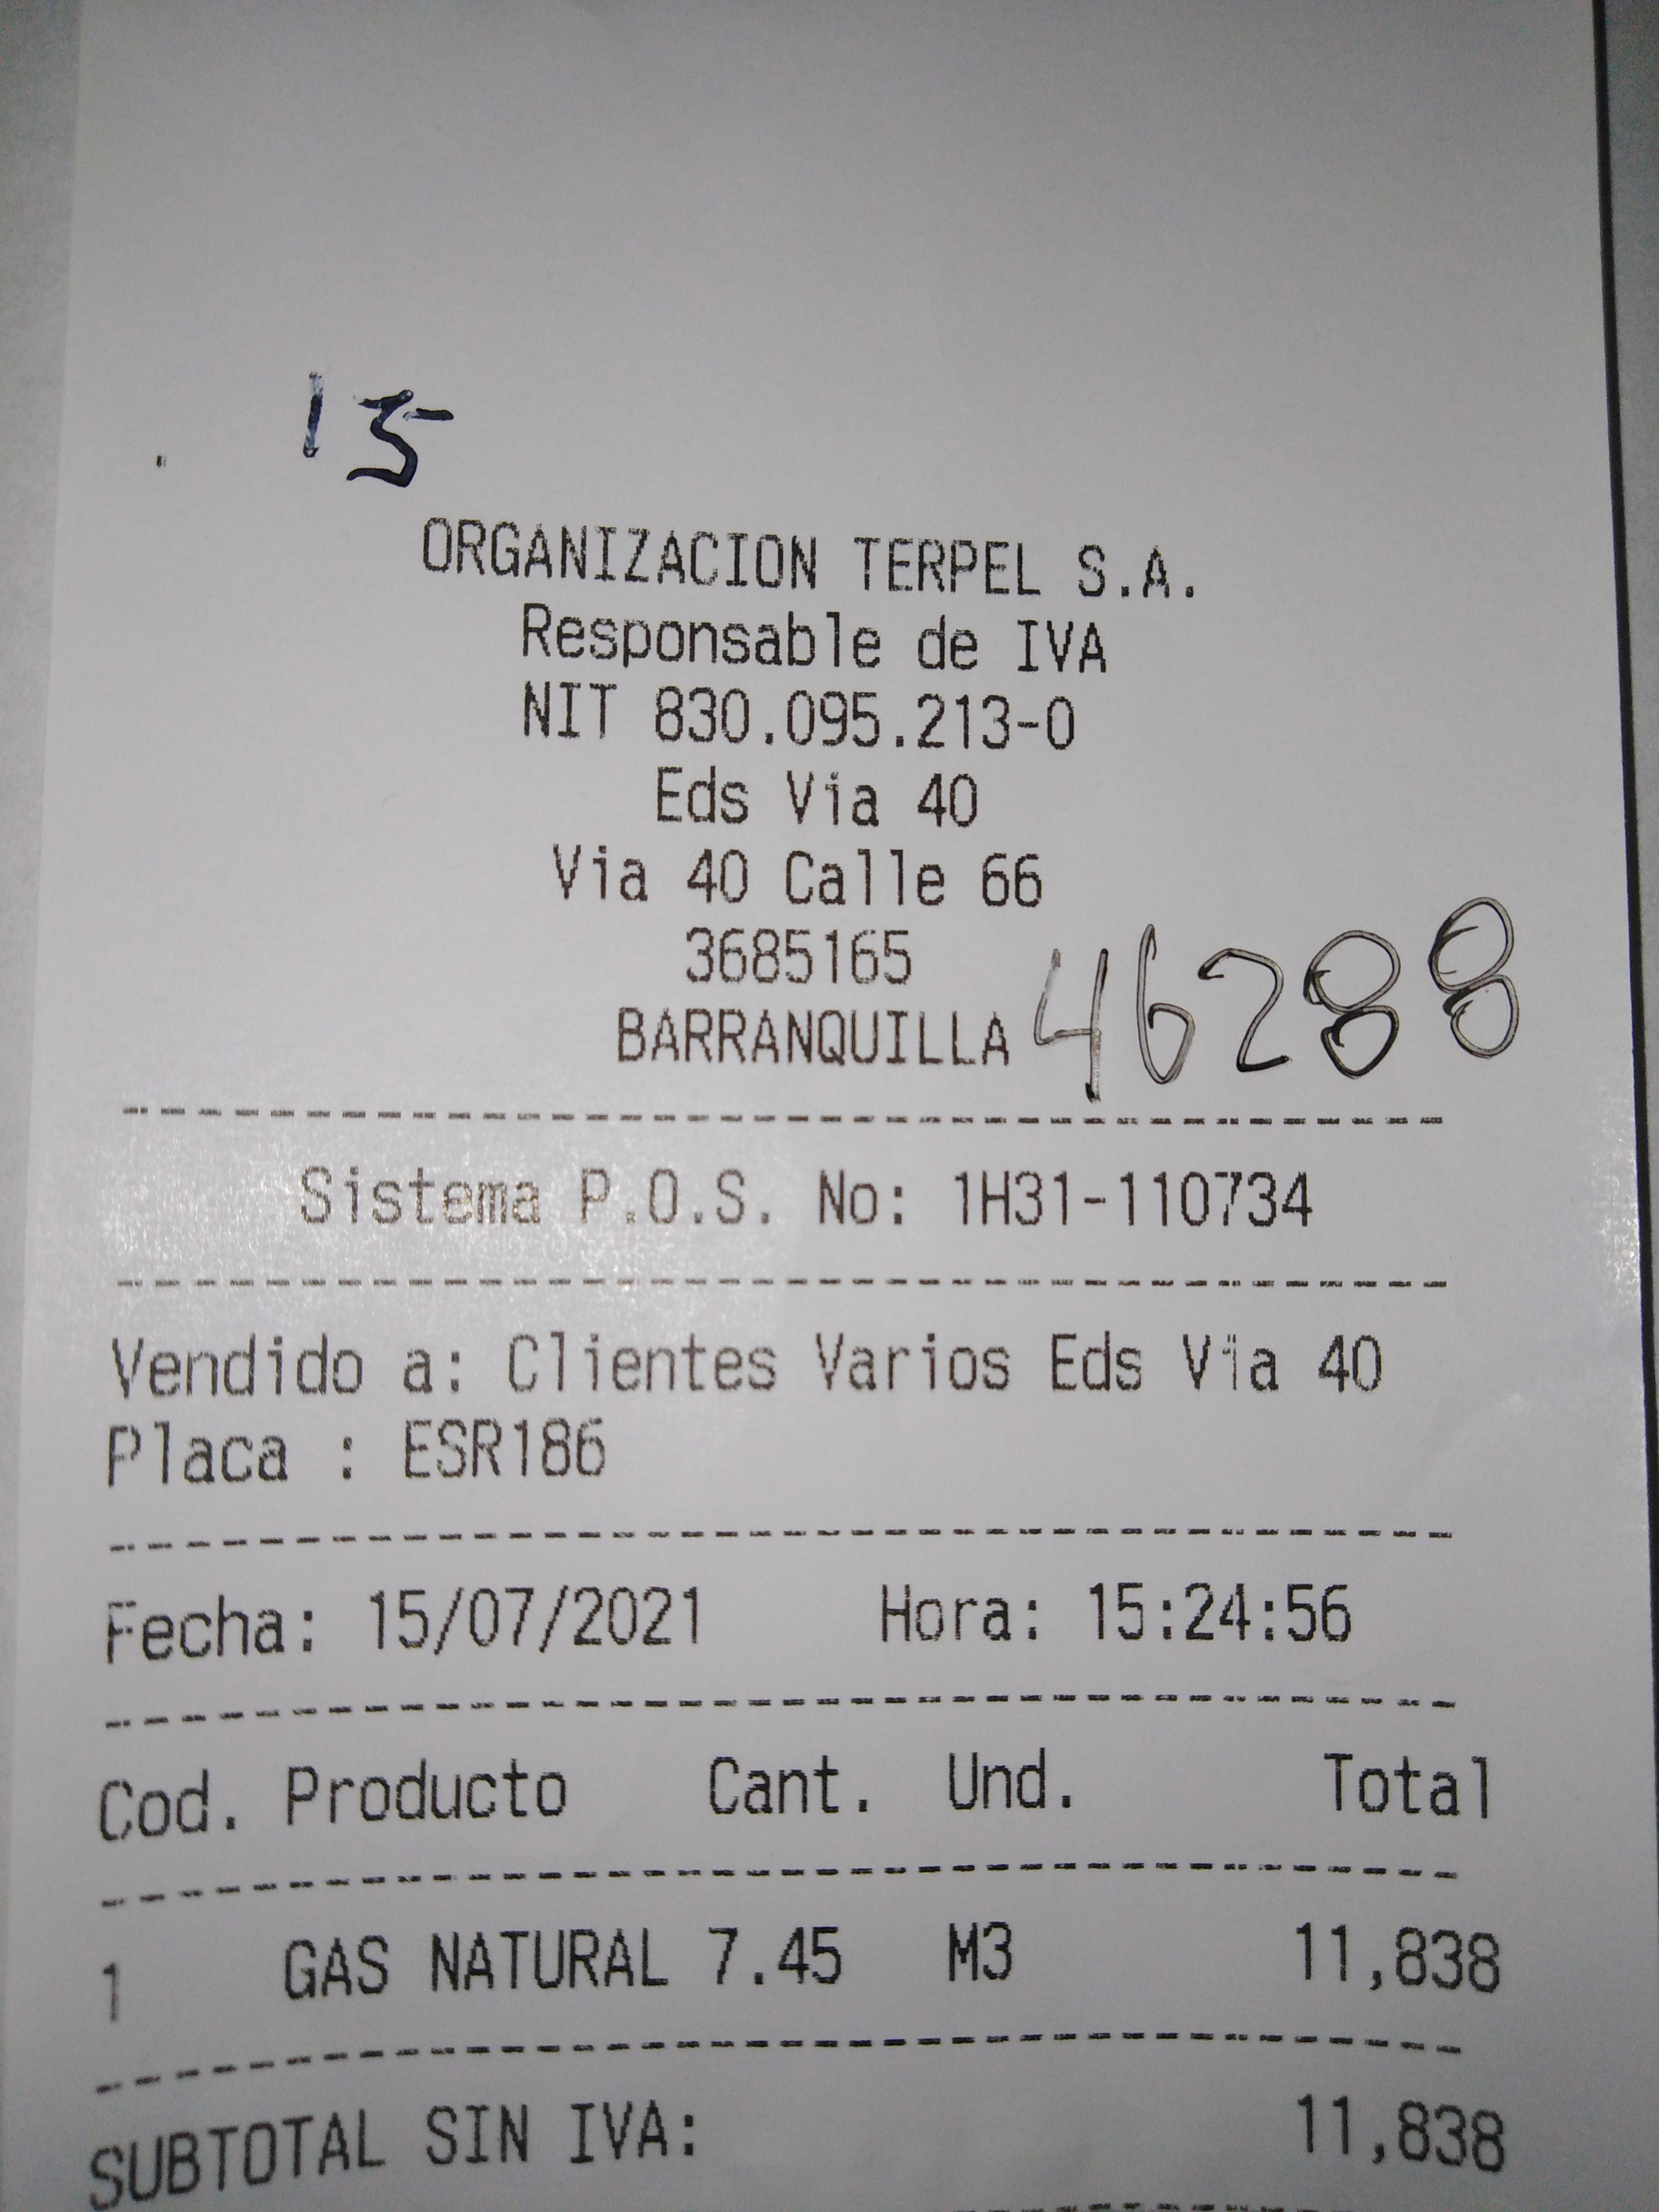 15
ORGANIZACION TERPEL S.A.
Responsable de IVA
NIT 830.095.213-0
Eds Via 40
Via 40 Calle 66
3685165
BARRANQUILLA 46288
Sistema P.O.S. No: 1H31-110734
Vendido a: Clientes Varios Eds Via 40
Placa : ESR186
Fecha: 15/07/2021 Hora: 15:24:56
Cod. Producto Cant. Und. Total
1 GAS NATURAL 7.45 M3 11,838
SUBTOTAL SIN IVA: 11,838